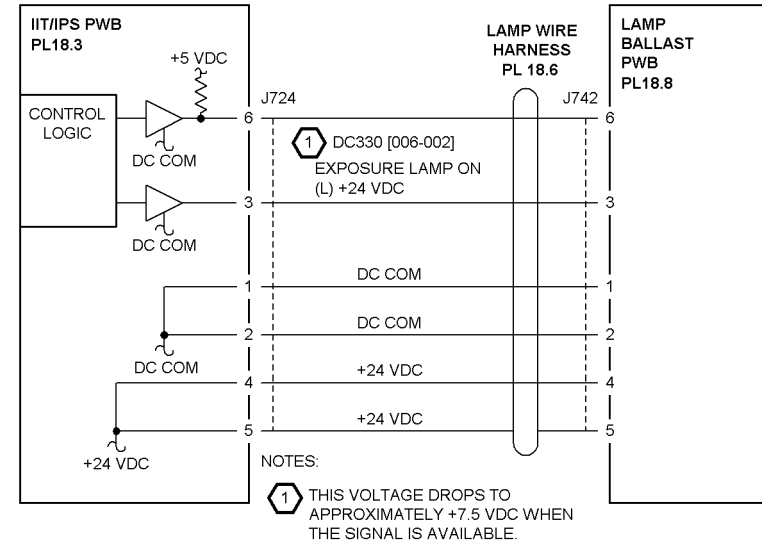 IIT/IPS PWB
PL18.3
+5 VDC
CONTROL
LOGIC
DC COM
DC COM
DC COM
+24 VDC
J724
6
3
1
2
4
5
1
DC330 [006-002]
EXPOSURE LAMP ON
(L) +24 VDC
DC COM
DC COM
+24 VDC
+24 VDC
LAMP WIRE
HARNESS
PL 18.6
J742
6
3
1
2
4
5
LAMP
BALLAST
PWB
PL18.8
NOTES:
1
THIS VOLTAGE DROPS TO
APPROXIMATELY +7.5 VDC WHEN
THE SIGNAL IS AVAILABLE.